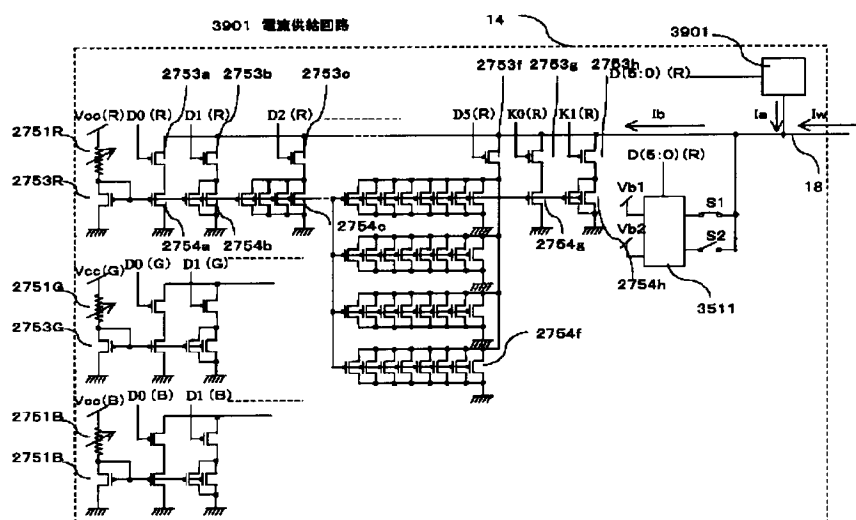 3901 電流供給回路
14
3901
2753a 2753b 2753c 2753f 2753g 2753h
D(5:0)(R)
2751R Vcc(R) D0(R) D1(R) D2(R) D5(R) K0(R) K1(R) Ib Ia Iw
2753R
18
D(5:0)(R)
Vb1 S1
Vb2 S2
2754a 2754b 2754c 2754g 2754h
3511
2751G Vcc(G) D0(G) D1(G)
2753G
2754f
2751B Vcc(B) D0(B) D1(B)
2751B